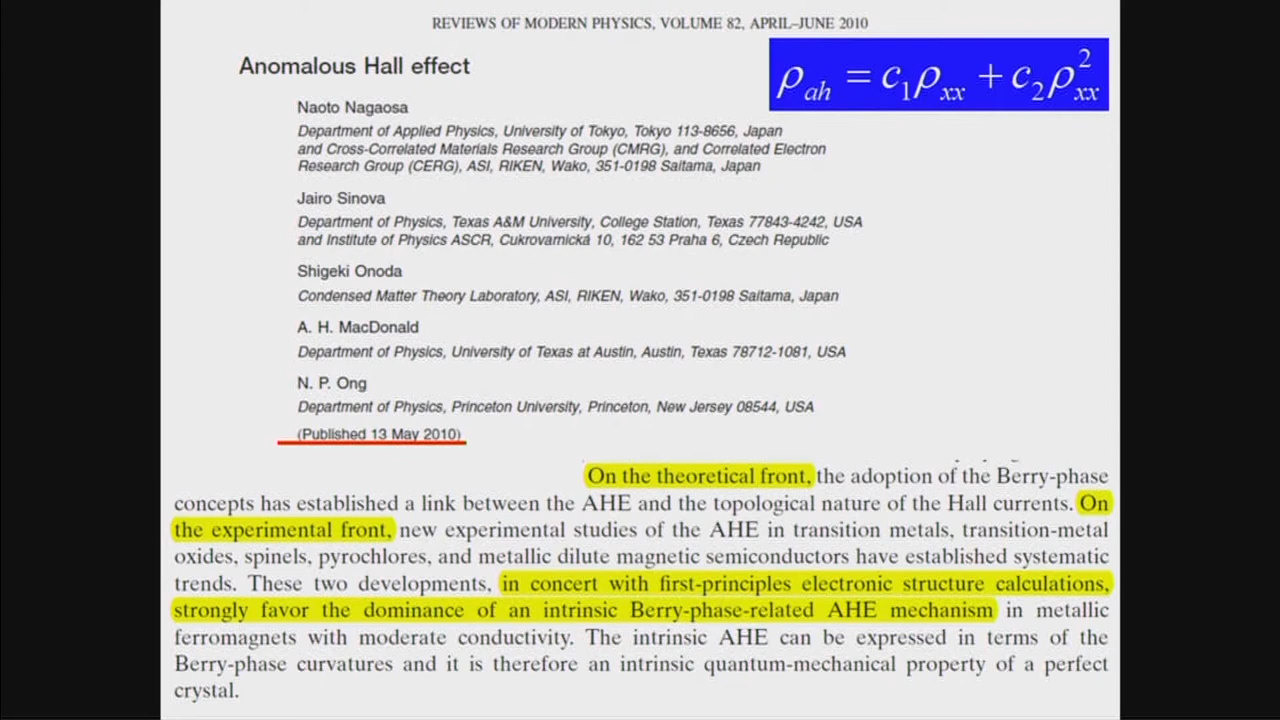 REVIEWS OF MODERN PHYSICS, VOLUME 82, APRIL–JUNE 2010
Anomalous Hall effect
ρ_ah = c_1ρ_xx + c_2ρ_xx^2
Naoto Nagaosa
Department of Applied Physics, University of Tokyo, Tokyo 113-8656, Japan
and Cross-Correlated Materials Research Group (CMRG), and Correlated Electron
Research Group (CERG), ASI, RIKEN, Wako, 351-0198 Saitama, Japan
Jairo Sinova
Department of Physics, Texas A&M University, College Station, Texas 77843-4242, USA
and Institute of Physics ASCR, Cukrovarnická 10, 162 53 Praha 6, Czech Republic
Shigeki Onoda
Condensed Matter Theory Laboratory, ASI, RIKEN, Wako, 351-0198 Saitama, Japan
A. H. MacDonald
Department of Physics, University of Texas at Austin, Austin, Texas 78712-1081, USA
N. P. Ong
Department of Physics, Princeton University, Princeton, New Jersey 08544, USA
(Published 13 May 2010)
On the theoretical front, the adoption of the Berry-phase
concepts has established a link between the AHE and the topological nature of the Hall currents. On
the experimental front, new experimental studies of the AHE in transition metals, transition-metal
oxides, spinels, pyrochlores, and metallic dilute magnetic semiconductors have established systematic
trends. These two developments, in concert with first-principles electronic structure calculations,
strongly favor the dominance of an intrinsic Berry-phase-related AHE mechanism in metallic
ferromagnets with moderate conductivity. The intrinsic AHE can be expressed in terms of the
Berry-phase curvatures and it is therefore an intrinsic quantum-mechanical property of a perfect
crystal.